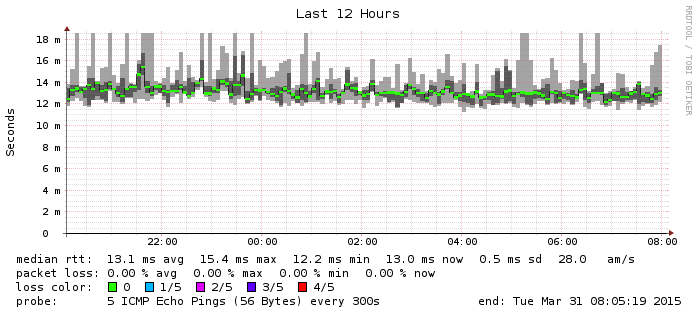 Last 12 Hours
RRDTOOL / TOBI OETIKER
Seconds
18 m
16 m
14 m
12 m
10 m
8 m
6 m
4 m
2 m
0
22:00 00:00 02:00 04:00 06:00 08:00
median rtt: 13.1 ms avg 15.4 ms max 12.2 ms min 13.0 ms now 0.5 ms sd 28.0 am/s
packet loss: 0.00 % avg 0.00 % max 0.00 % min 0.00 % now
loss color: 0 1/5 2/5 3/5 4/5
probe: 5 ICMP Echo Pings (56 Bytes) every 300s end: Tue Mar 31 08:05:19 2015